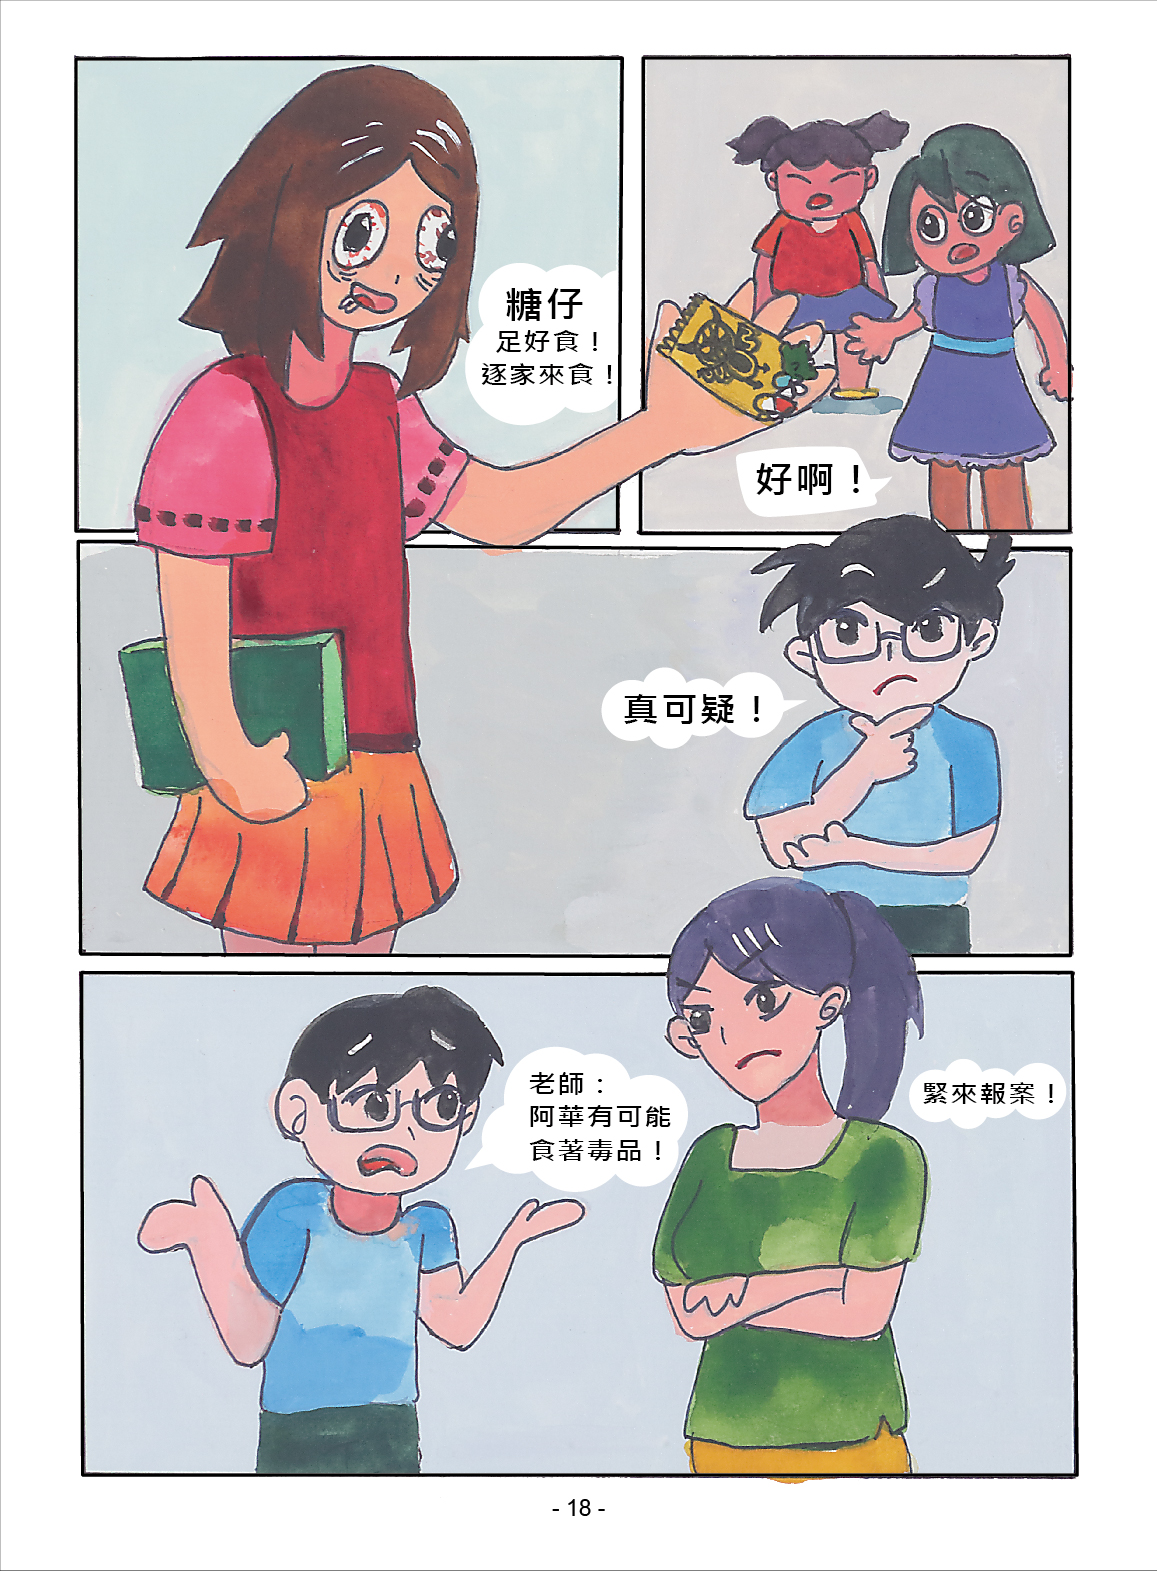 糖仔
足好食！
逐家來食！
好啊！
真可疑！
老師：
阿華有可能
食著毒品！
緊來報案！
- 18 -